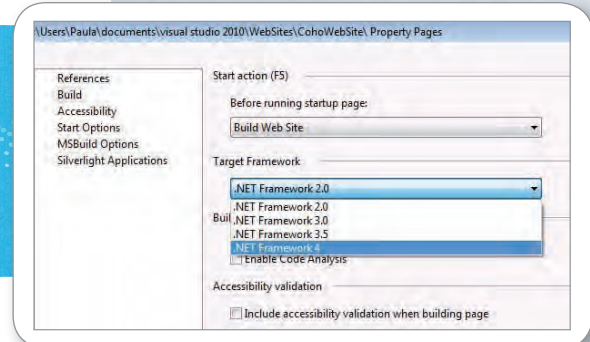 \Users\Paula\documents\visual studio 2010\WebSites\CohoWebSite\ Property Pages
References
Build
Accessibility
Start Options
MSBuild Options
Silverlight Applications
Start action (F5)
Before running startup page:
Build Web Site
Target Framework
.NET Framework 2.0
.NET Framework 2.0
.NET Framework 3.0
.NET Framework 3.5
.NET Framework 4
Buil
Enable Code Analysis
Accessibility validation
Include accessibility validation when building page